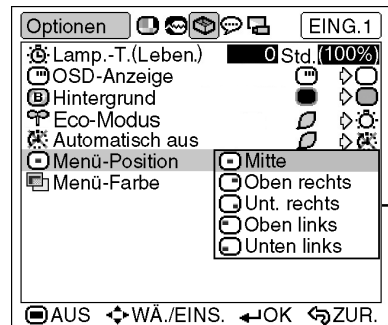 Optionen ENG.1
Lamp.-T.(Leben.) 0 Std.(100%)
OSD-Anzeige
B Hintergrund
Eco-Modus
Automatisch aus
Menü-Position
Menü-Farbe
Mitte
Oben rechts
Unt. rechts
Oben links
Unten links
AUS WÄ./EINS. OK ZUR.